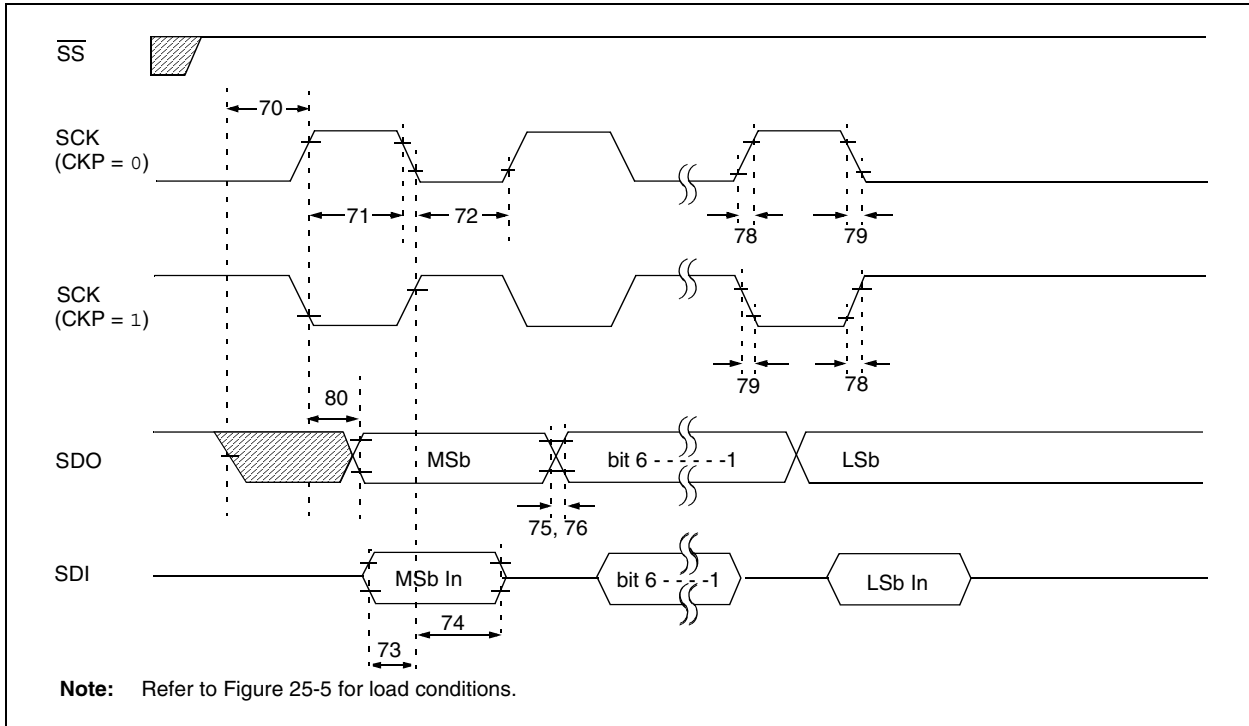 SS
70
SCK
(CKP = 0)
71
72
78
79
SCK
(CKP = 1)
79
78
80
SDO
MSb
bit 6 - - - - - -1
LSb
75, 76
SDI
MSb In
bit 6 - - - - -1
LSb In
74
73
Note: Refer to Figure 25-5 for load conditions.